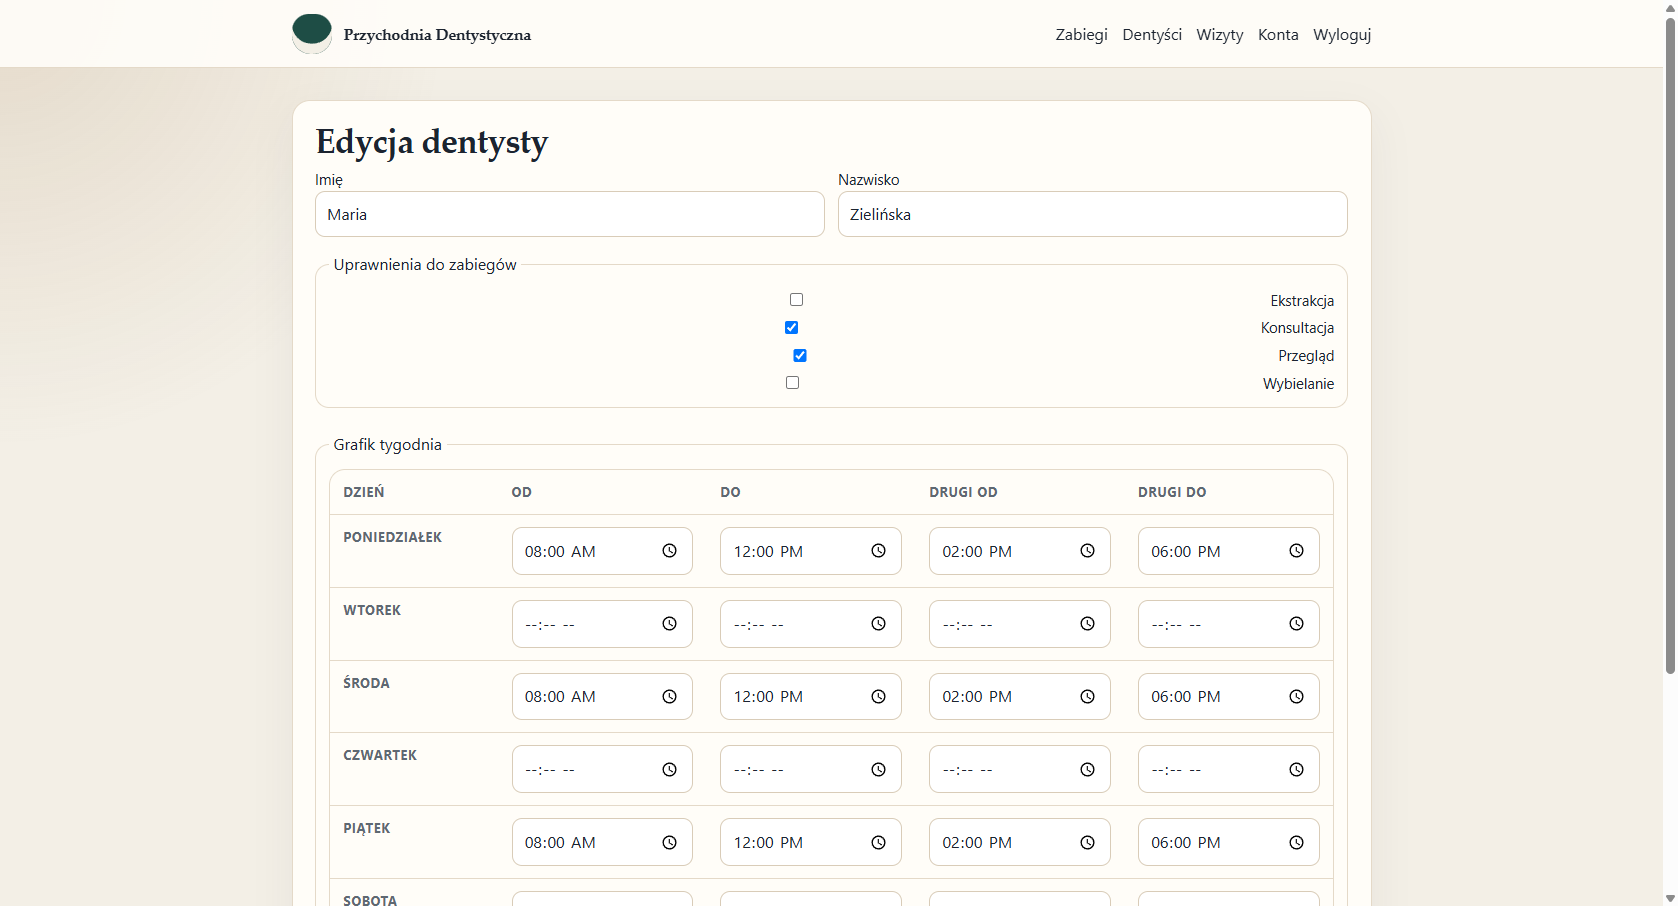 Przychodnia Dentystyczna
Zabiegi Dentyści Wizyty Konta Wyloguj
Edycja dentysty
Imię Nazwisko
Maria Zielińska
Uprawnienia do zabiegów
Ekstrakcja
Konsultacja
Przegląd
Wybielanie
Grafik tygodnia
DZIEŃ OD DO DRUGI OD DRUGI DO
PONIEDZIAŁEK 08:00 AM 12:00 PM 02:00 PM 06:00 PM
WTOREK --:-- -- --:-- -- --:-- -- --:-- --
ŚRODA 08:00 AM 12:00 PM 02:00 PM 06:00 PM
CZWARTEK --:-- -- --:-- -- --:-- -- --:-- --
PIĄTEK 08:00 AM 12:00 PM 02:00 PM 06:00 PM
SOBOTA